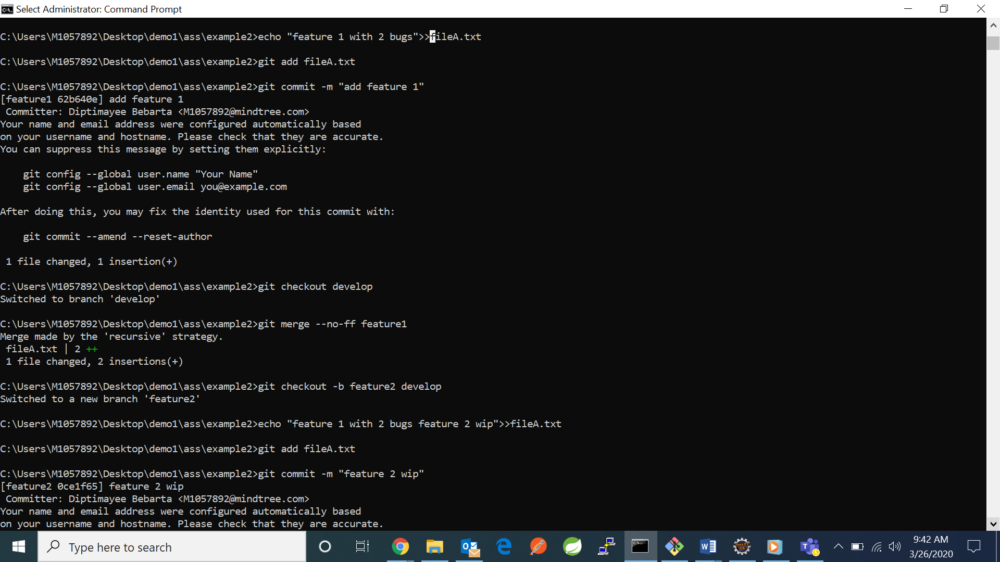 Select Administrator: Command Prompt
C:\Users\M1057892\Desktop\demo1\ass\example2>echo "feature 1 with 2 bugs">>fileA.txt
C:\Users\M1057892\Desktop\demo1\ass\example2>git add fileA.txt
C:\Users\M1057892\Desktop\demo1\ass\example2>git commit -m "add feature 1"
[feature1 62b640e] add feature 1
 Committer: Diptimayee Bebarta <M1057892@mindtree.com>
Your name and email address were configured automatically based
on your username and hostname. Please check that they are accurate.
You can suppress this message by setting them explicitly:
    git config --global user.name "Your Name"
    git config --global user.email you@example.com
After doing this, you may fix the identity used for this commit with:
    git commit --amend --reset-author
 1 file changed, 1 insertion(+)
C:\Users\M1057892\Desktop\demo1\ass\example2>git checkout develop
Switched to branch 'develop'
C:\Users\M1057892\Desktop\demo1\ass\example2>git merge --no-ff feature1
Merge made by the 'recursive' strategy.
 fileA.txt | 2 ++
 1 file changed, 2 insertions(+)
C:\Users\M1057892\Desktop\demo1\ass\example2>git checkout -b feature2 develop
Switched to a new branch 'feature2'
C:\Users\M1057892\Desktop\demo1\ass\example2>echo "feature 1 with 2 bugs feature 2 wip">>fileA.txt
C:\Users\M1057892\Desktop\demo1\ass\example2>git add fileA.txt
C:\Users\M1057892\Desktop\demo1\ass\example2>git commit -m "feature 2 wip"
[feature2 0ce1f65] feature 2 wip
 Committer: Diptimayee Bebarta <M1057892@mindtree.com>
Your name and email address were configured automatically based
on your username and hostname. Please check that they are accurate.
Type here to search
9:42 AM
3/26/2020